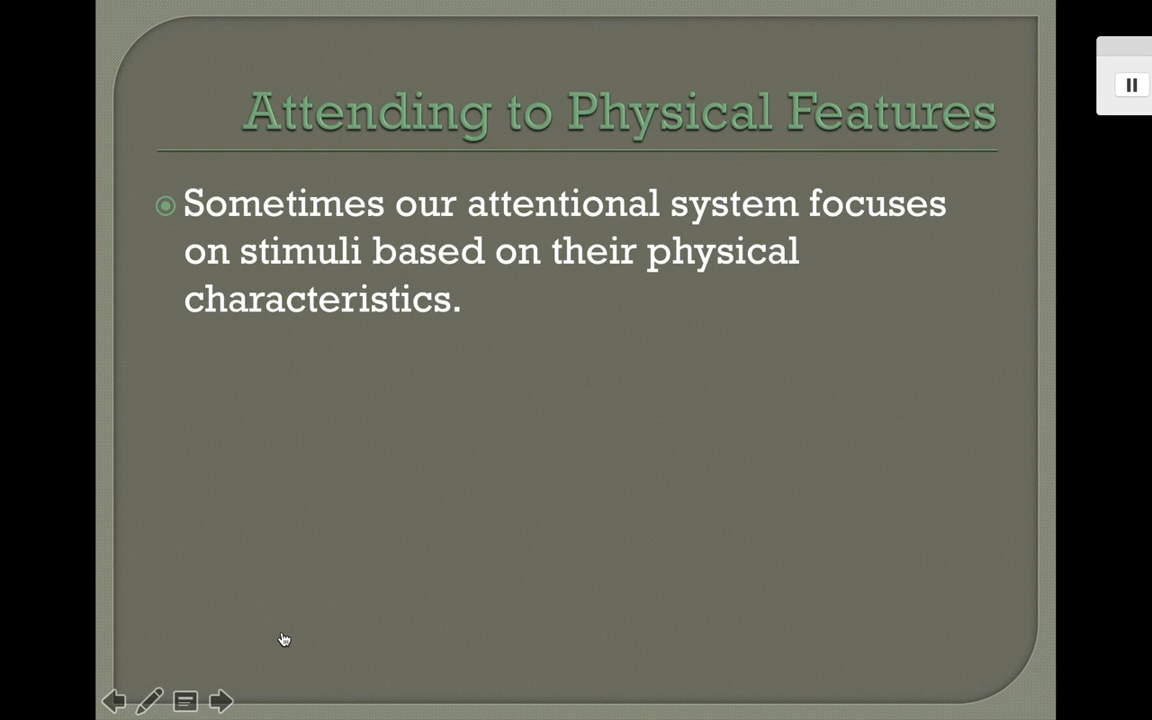 Attending to Physical Features
Sometimes our attentional system focuses
on stimuli based on their physical
characteristics.